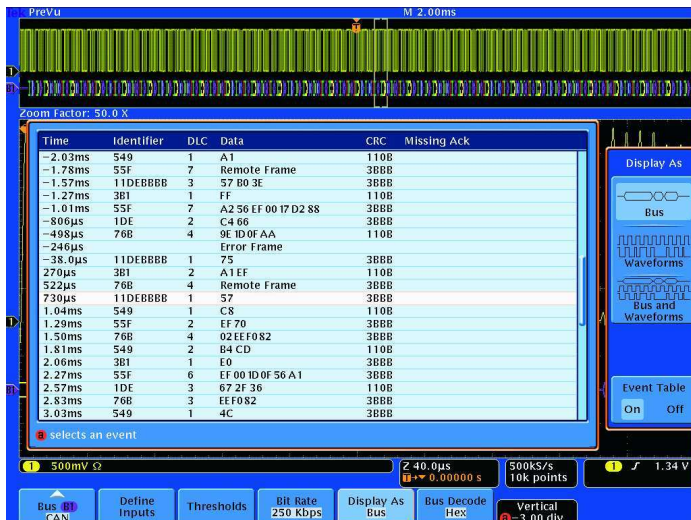 Tek PreVu
M 2.00ms
T
1
B1
Zoom Factor: 50.0 X
Time Identifier DLC Data CRC Missing Ack
−2.03ms 549 1 A1 110B
−1.78ms 55F 7 Remote Frame 3BBB
−1.57ms 11DEBBBB 3 57 B0 3E 3BBB
−1.27ms 3B1 1 FF 110B
−1.01ms 55F 7 A2 56 EF 00 17 D2 88 3BBB
−806µs 1DE 2 C4 66 110B
−498µs 76B 4 9E 1D 0F AA 110B
−246µs Error Frame
−38.0µs 11DEBBBB 1 75 3BBB
270µs 3B1 2 A1 EF 110B
522µs 76B 4 Remote Frame 3BBB
730µs 11DEBBBB 1 57 3BBB
1.04ms 549 1 C8 110B
1.29ms 55F 2 EF 70 3BBB
1.50ms 76B 4 02 EE F0 82 3BBB
1.81ms 549 2 B4 CD 110B
2.06ms 3B1 1 E0 3BBB
2.27ms 55F 6 EF 00 1D 0F 56 A1 3BBB
2.57ms 1DE 3 67 2F 36 110B
2.83ms 76B 3 EE F0 82 3BBB
3.03ms 549 1 4C 3BBB
a selects an event
Display As
Bus
Waveforms
Bus and
Waveforms
Event Table
On Off
1
B1
1 500mV Ω
Z 40.0µs
T→▼ 0.00000 s
500kS/s
10k points
1 1.34 V
Bus B1
CAN
Define
Inputs
Thresholds
Bit Rate
250 Kbps
Display As
Bus
Bus Decode
Hex
Vertical
a −3.00 div